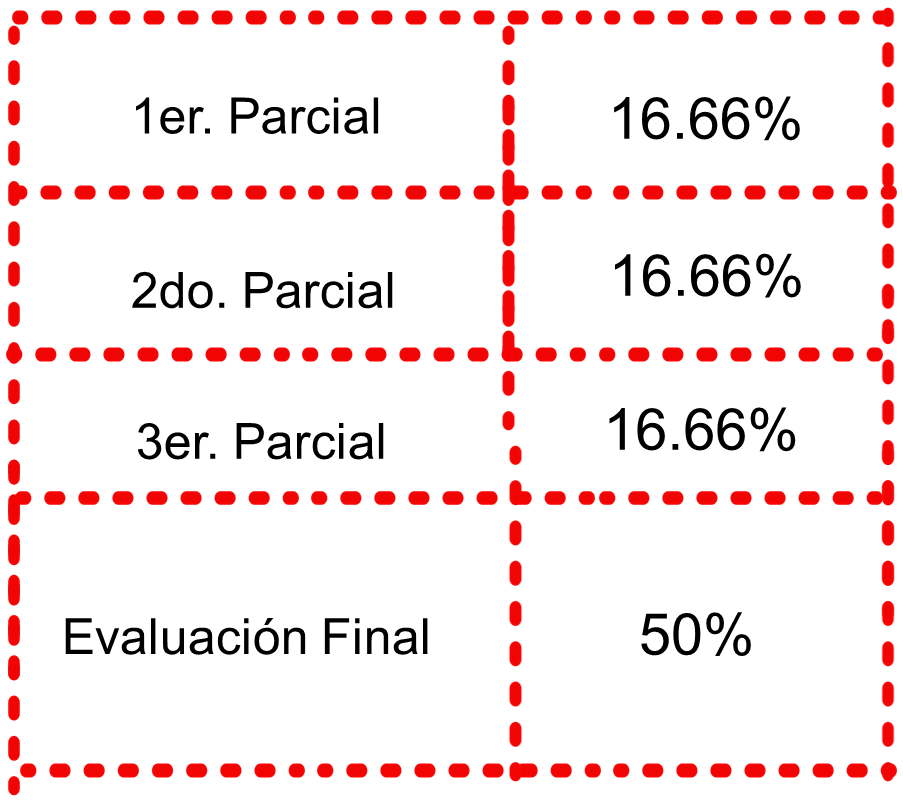 1er. Parcial 16.66%
2do. Parcial 16.66%
3er. Parcial 16.66%
Evaluación Final 50%